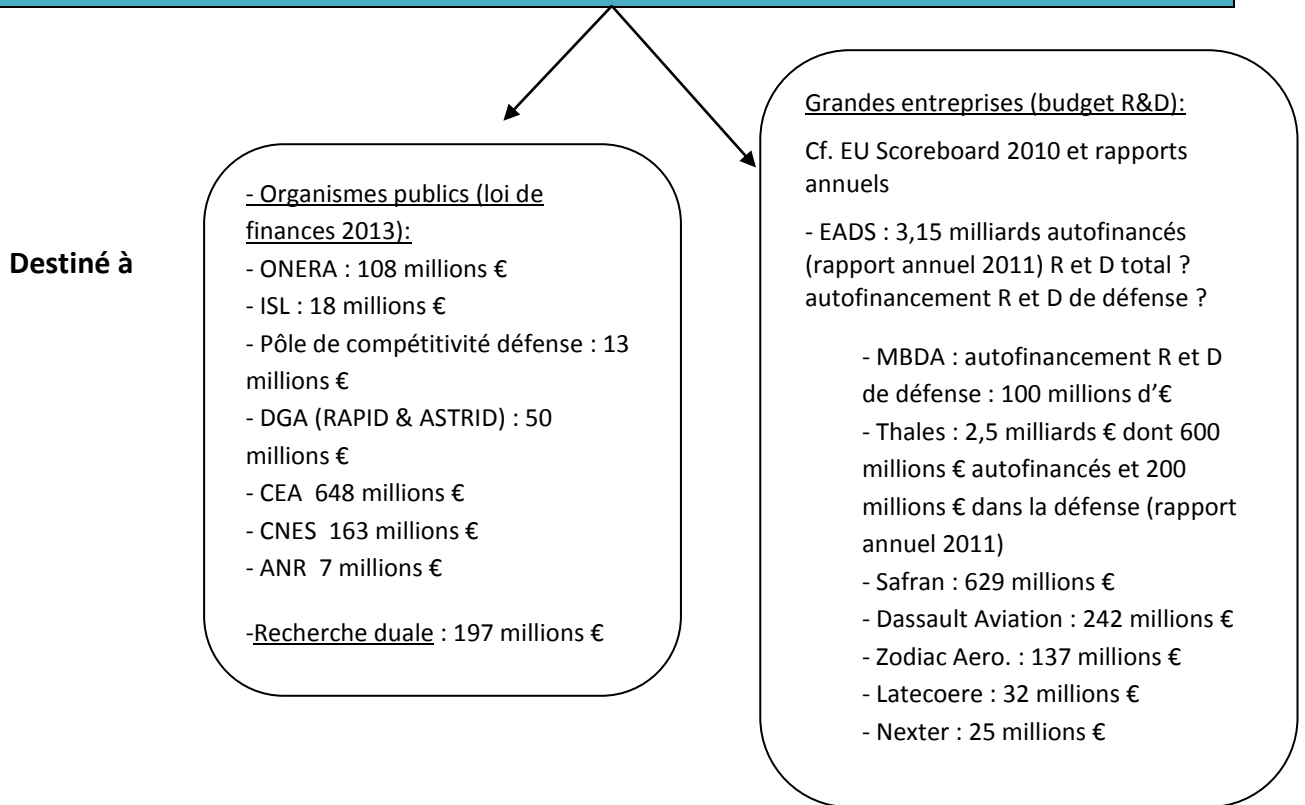 Destiné à
- Organismes publics (loi de
finances 2013):
- ONERA : 108 millions €
- ISL : 18 millions €
- Pôle de compétitivité défense : 13
millions €
- DGA (RAPID & ASTRID) : 50
millions €
- CEA 648 millions €
- CNES 163 millions €
- ANR 7 millions €
-Recherche duale : 197 millions €
Grandes entreprises (budget R&D):
Cf. EU Scoreboard 2010 et rapports
annuels
- EADS : 3,15 milliards autofinancés
(rapport annuel 2011) R et D total ?
autofinancement R et D de défense ?
- MBDA : autofinancement R et D
de défense : 100 millions d’€
- Thales : 2,5 milliards € dont 600
millions € autofinancés et 200
millions € dans la défense (rapport
annuel 2011)
- Safran : 629 millions €
- Dassault Aviation : 242 millions €
- Zodiac Aero. : 137 millions €
- Latecoere : 32 millions €
- Nexter : 25 millions €